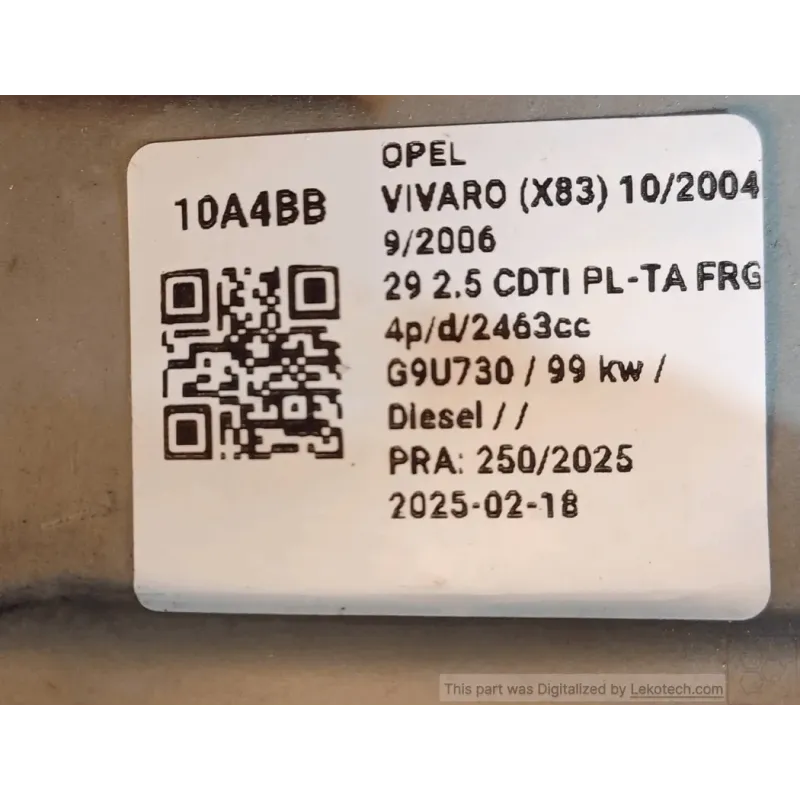 10A4BB
OPEL
VIVARO (X83) 10/2004
9/2006
29 2.5 CDTI PL-TA FRG
4p/d/2463cc
G9U730 / 99 kw /
Diesel / /
PRA: 250/2025
2025-02-18
This part was Digitalized by Lekotech.com